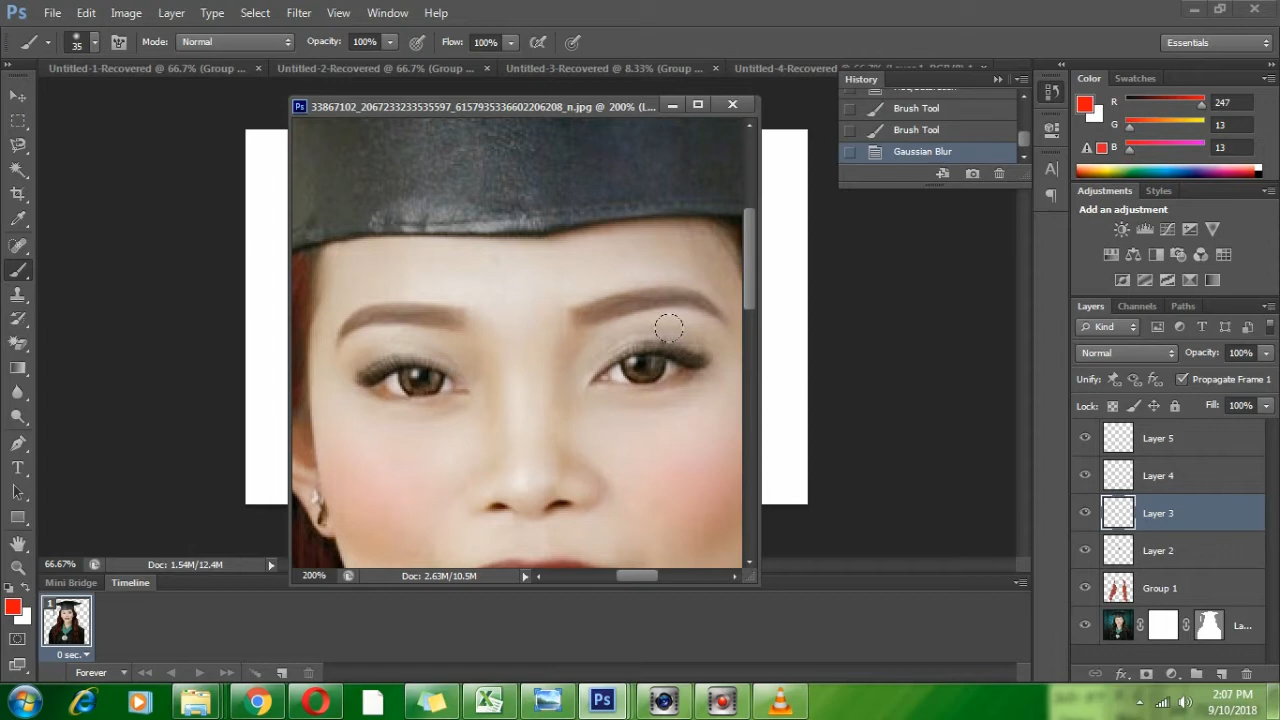 Ps File Edit Image Layer Type Select Filter 3D View Window Help
35 Mode: Normal Opacity: 100% Flow: 100% Essentials
Untitled-1-Recovered @ 66.7% (Group ... × Untitled-2-Recovered @ 66.7% (Group ... × Untitled-3-Recovered @ 8.33% (Group ... ×
History
Brush Tool
Brush Tool
Gaussian Blur
33867102_2067233233535597_6157933336602206208_n.jpg @ 200% (L...
200% Doc: 2.63M/10.5M
66.67% Doc: 1.54M/12.4M
Mini Bridge Timeline
1
0 sec.
Forever
Color Swatches
R 247
G 13
B 13
Adjustments Styles
Add an adjustment
Layers Channels Paths
Kind
Normal Opacity: 100%
Unify: Propagate Frame 1
Lock: Fill: 100%
Layer 5
Layer 4
Layer 3
Layer 2
Group 1
La...
2:07 PM
9/10/2018